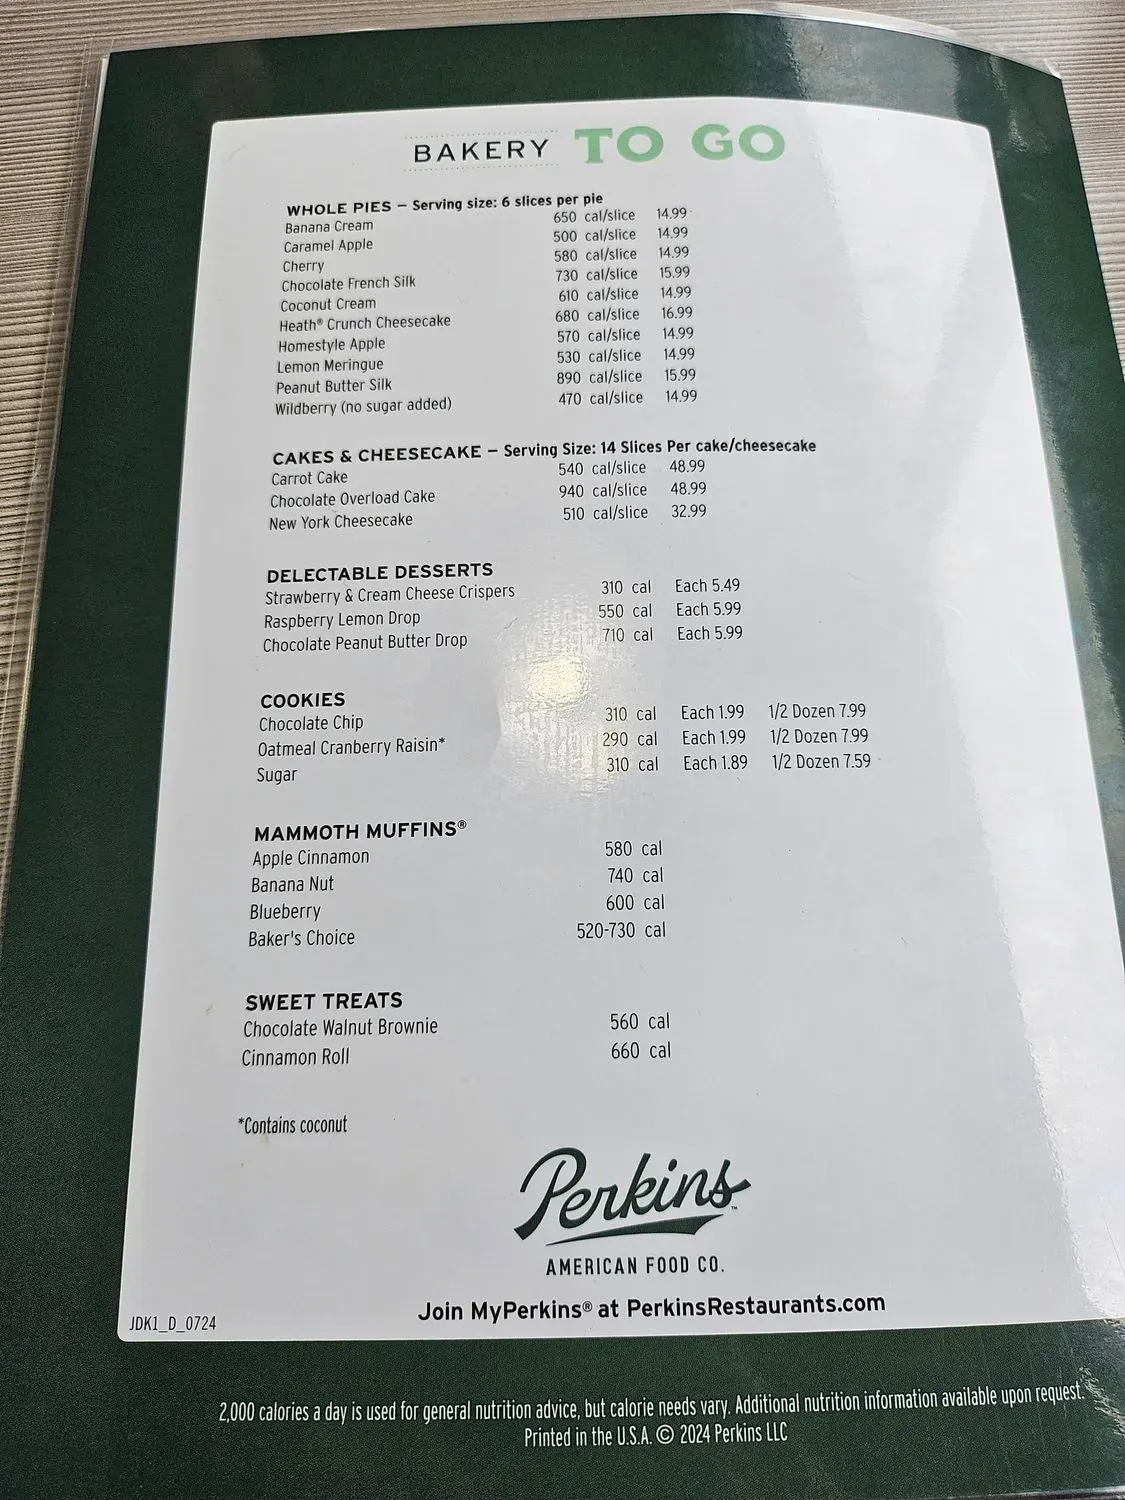 BAKERY TO GO
WHOLE PIES – Serving size: 6 slices per pie
Banana Cream 650 cal/slice 14.99
Caramel Apple 500 cal/slice 14.99
Cherry 580 cal/slice 14.99
Chocolate French Silk 730 cal/slice 15.99
Coconut Cream 610 cal/slice 14.99
Heath® Crunch Cheesecake 680 cal/slice 16.99
Homestyle Apple 570 cal/slice 14.99
Lemon Meringue 530 cal/slice 14.99
Peanut Butter Silk 890 cal/slice 15.99
Wildberry (no sugar added) 470 cal/slice 14.99
CAKES & CHEESECAKE – Serving Size: 14 Slices Per cake/cheesecake
Carrot Cake 540 cal/slice 48.99
Chocolate Overload Cake 940 cal/slice 48.99
New York Cheesecake 510 cal/slice 32.99
DELECTABLE DESSERTS
Strawberry & Cream Cheese Crispers 310 cal Each 5.49
Raspberry Lemon Drop 550 cal Each 5.99
Chocolate Peanut Butter Drop 710 cal Each 5.99
COOKIES
Chocolate Chip 310 cal Each 1.99 1/2 Dozen 7.99
Oatmeal Cranberry Raisin* 290 cal Each 1.99 1/2 Dozen 7.99
Sugar 310 cal Each 1.89 1/2 Dozen 7.59
MAMMOTH MUFFINS®
Apple Cinnamon 580 cal
Banana Nut 740 cal
Blueberry 600 cal
Baker's Choice 520-730 cal
SWEET TREATS
Chocolate Walnut Brownie 560 cal
Cinnamon Roll 660 cal
*Contains coconut
Perkins™
AMERICAN FOOD CO.
Join MyPerkins® at PerkinsRestaurants.com
JDK1_D_0724
2,000 calories a day is used for general nutrition advice, but calorie needs vary. Additional nutrition information available upon request.
Printed in the U.S.A. © 2024 Perkins LLC